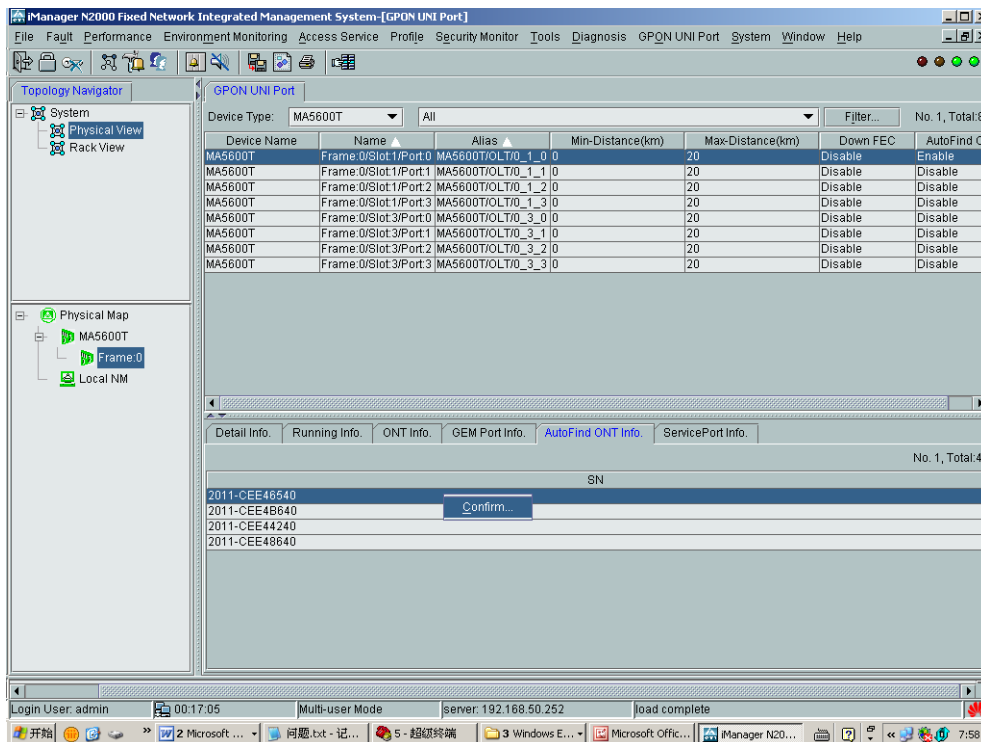 iManager N2000 Fixed Network Integrated Management System-[GPON UNI Port]
File Fault Performance Environment Monitoring Access Service Profile Security Monitor Tools Diagnosis GPON UNI Port System Window Help
Topology Navigator
System
Physical View
Rack View
Physical Map
MA5600T
Frame:0
Local NM
GPON UNI Port
Device Type: MA5600T All Filter... No. 1, Total:8
Device Name Name Alias Min-Distance(km) Max-Distance(km) Down FEC AutoFind O
MA5600T Frame:0/Slot:1/Port:0 MA5600T/OLT/0_1_0 0 20 Disable Enable
MA5600T Frame:0/Slot:1/Port:1 MA5600T/OLT/0_1_1 0 20 Disable Disable
MA5600T Frame:0/Slot:1/Port:2 MA5600T/OLT/0_1_2 0 20 Disable Disable
MA5600T Frame:0/Slot:1/Port:3 MA5600T/OLT/0_1_3 0 20 Disable Disable
MA5600T Frame:0/Slot:3/Port:0 MA5600T/OLT/0_3_0 0 20 Disable Disable
MA5600T Frame:0/Slot:3/Port:1 MA5600T/OLT/0_3_1 0 20 Disable Disable
MA5600T Frame:0/Slot:3/Port:2 MA5600T/OLT/0_3_2 0 20 Disable Disable
MA5600T Frame:0/Slot:3/Port:3 MA5600T/OLT/0_3_3 0 20 Disable Disable
Detail Info. Running Info. ONT Info. GEM Port Info. AutoFind ONT Info. ServicePort Info.
No. 1, Total:4
SN
2011-CEE46540
2011-CEE4B640
Confirm...
2011-CEE44240
2011-CEE48640
Login User: admin 00:17:05 Multi-user Mode server: 192.168.50.252 load complete
开始 » 2 Microsoft ... 问题.txt - 记... 5 - 超级终端 3 Windows E... Microsoft Offic... iManager N20... « 7:58